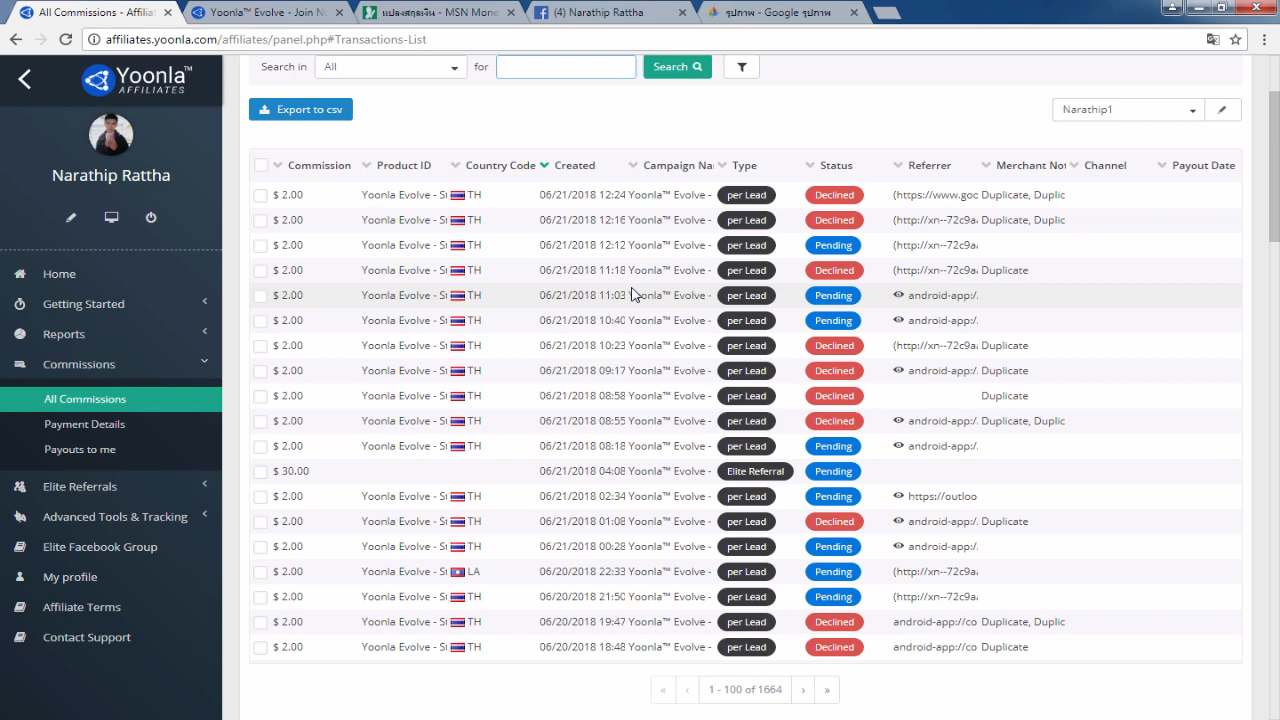 All Commissions - Affiliat
Yoonla™ Evolve - Join No
แปลงสกุลเงิน - MSN Mone
(4) Narathip Rattha
รูปภาพ - Google รูปภาพ
affiliates.yoonla.com/affiliates/panel.php#Transactions-List
Yoonla™
AFFILIATES
Narathip Rattha
Home
Getting Started
Reports
Commissions
All Commissions
Payment Details
Payouts to me
Elite Referrals
Advanced Tools & Tracking
Elite Facebook Group
My profile
Affiliate Terms
Contact Support
Search in All for Search
Export to csv Narathip1
Commission Product ID Country Code Created Campaign Na Type Status Referrer Merchant Not Channel Payout Date
$ 2.00 Yoonla Evolve - St TH 06/21/2018 12:24 Yoonla™ Evolve - per Lead Declined (https://www.goo Duplicate, Duplic
$ 2.00 Yoonla Evolve - St TH 06/21/2018 12:16 Yoonla™ Evolve - per Lead Declined (http://xn--72c9a Duplicate, Duplic
$ 2.00 Yoonla Evolve - St TH 06/21/2018 12:12 Yoonla™ Evolve - per Lead Pending (http://xn--72c9a
$ 2.00 Yoonla Evolve - St TH 06/21/2018 11:18 Yoonla™ Evolve - per Lead Declined (http://xn--72c9a Duplicate
$ 2.00 Yoonla Evolve - St TH 06/21/2018 11:03 Yoonla™ Evolve - per Lead Pending android-app:/
$ 2.00 Yoonla Evolve - St TH 06/21/2018 10:40 Yoonla™ Evolve - per Lead Pending android-app:/
$ 2.00 Yoonla Evolve - St TH 06/21/2018 10:23 Yoonla™ Evolve - per Lead Declined (http://xn--72c9a Duplicate
$ 2.00 Yoonla Evolve - St TH 06/21/2018 09:17 Yoonla™ Evolve - per Lead Declined android-app:/ Duplicate
$ 2.00 Yoonla Evolve - St TH 06/21/2018 08:58 Yoonla™ Evolve - per Lead Declined Duplicate
$ 2.00 Yoonla Evolve - St TH 06/21/2018 08:55 Yoonla™ Evolve - per Lead Declined android-app:/ Duplicate, Duplic
$ 2.00 Yoonla Evolve - St TH 06/21/2018 08:18 Yoonla™ Evolve - per Lead Pending android-app:/
$ 30.00 06/21/2018 04:08 Yoonla™ Evolve - Elite Referral Pending
$ 2.00 Yoonla Evolve - St TH 06/21/2018 02:34 Yoonla™ Evolve - per Lead Pending https://outloo
$ 2.00 Yoonla Evolve - St TH 06/21/2018 01:08 Yoonla™ Evolve - per Lead Declined android-app:/ Duplicate
$ 2.00 Yoonla Evolve - St TH 06/21/2018 00:28 Yoonla™ Evolve - per Lead Pending android-app:/
$ 2.00 Yoonla Evolve - St LA 06/20/2018 22:33 Yoonla™ Evolve - per Lead Pending (http://xn--72c9a
$ 2.00 Yoonla Evolve - St TH 06/20/2018 21:50 Yoonla™ Evolve - per Lead Pending (http://xn--72c9a
$ 2.00 Yoonla Evolve - St TH 06/20/2018 19:47 Yoonla™ Evolve - per Lead Declined android-app://co Duplicate, Duplic
$ 2.00 Yoonla Evolve - St TH 06/20/2018 18:48 Yoonla™ Evolve - per Lead Declined android-app://co Duplicate
« ‹ 1 - 100 of 1664 › »